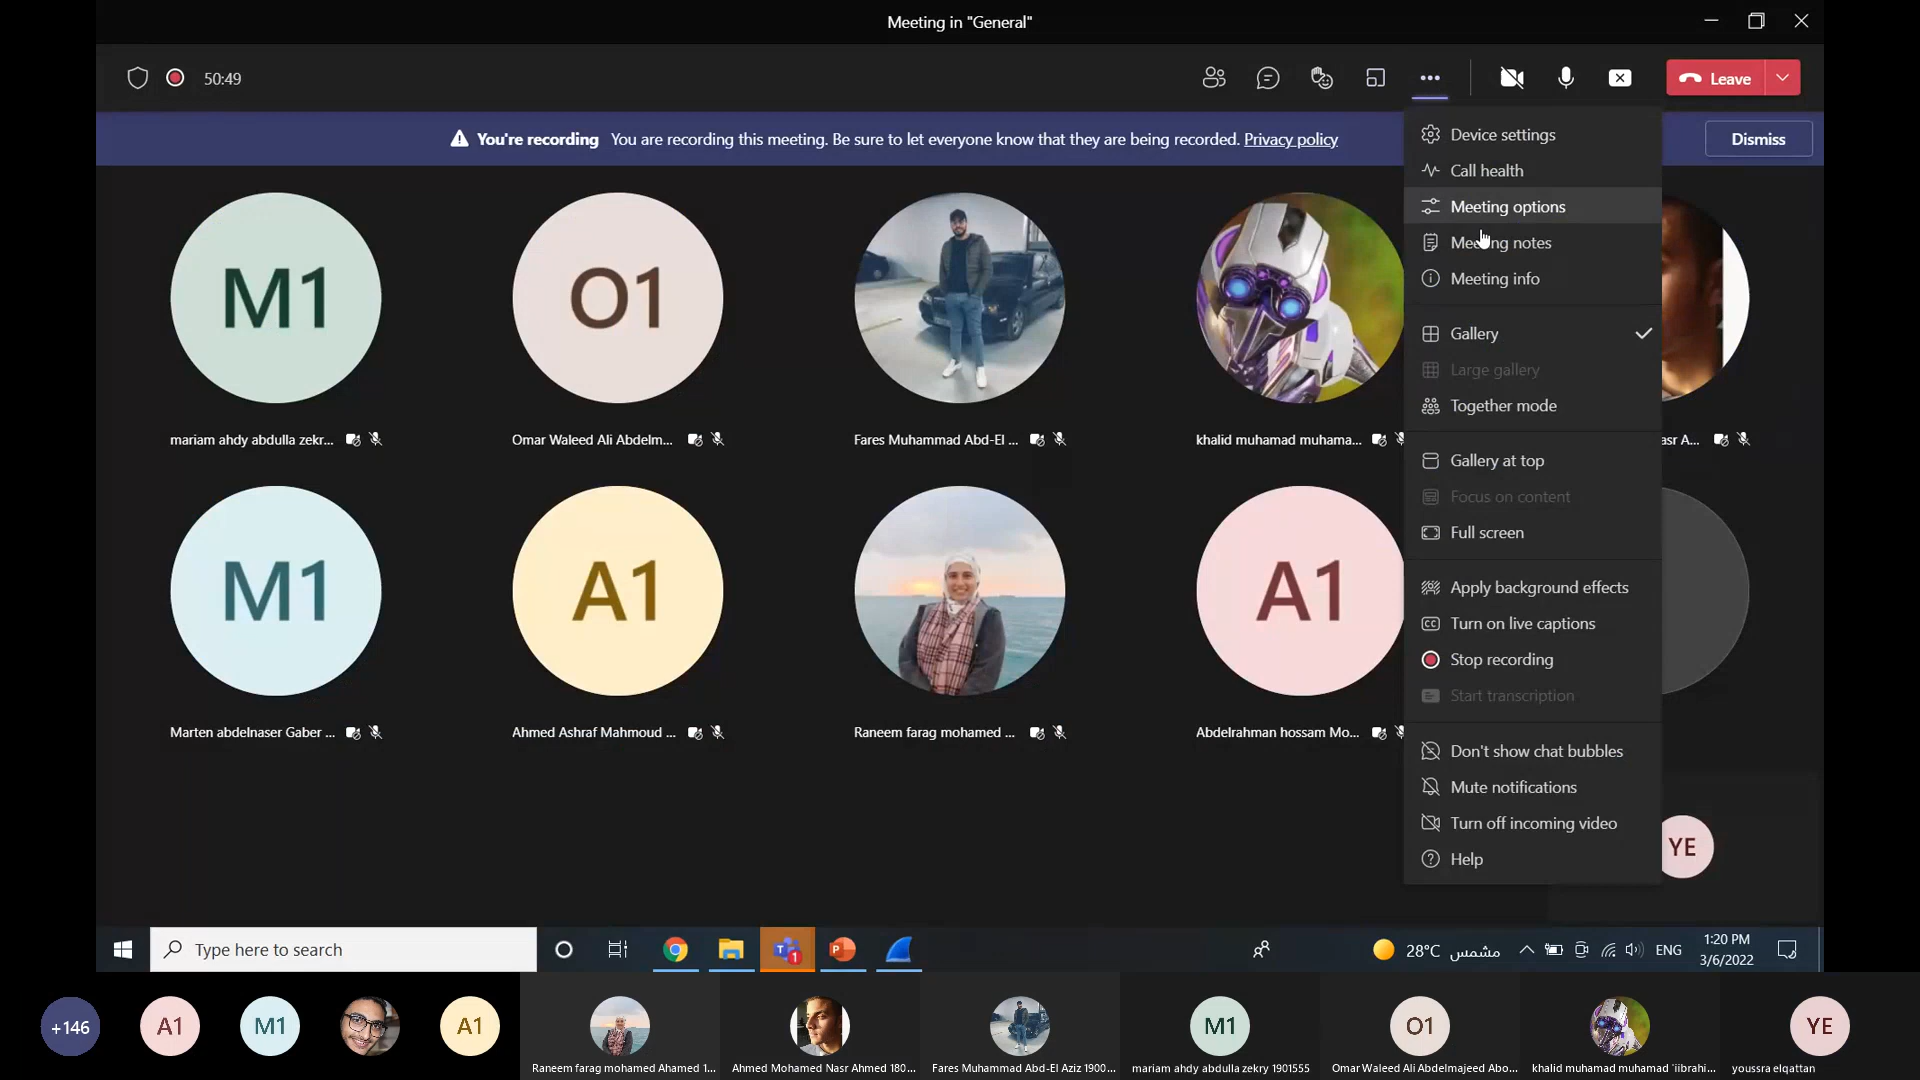 Meeting in "General"
50:49
Leave
You're recording You are recording this meeting. Be sure to let everyone know that they are being recorded. Privacy policy
Dismiss
Device settings
Call health
Meeting options
Meeting notes
Meeting info
Gallery
Large gallery
Together mode
Gallery at top
Focus on content
Full screen
Apply background effects
Turn on live captions
Stop recording
Start transcription
Don't show chat bubbles
Mute notifications
Turn off incoming video
Help
M1
O1
mariam ahdy abdulla zekr...
Omar Waleed Ali Abdelm...
Fares Muhammad Abd-El ...
khalid muhamad muhama...
asr A...
M1
A1
A1
Marten abdelnaser Gaber ...
Ahmed Ashraf Mahmoud ...
Raneem farag mohamed ...
Abdelrahman hossam Mo...
YE
Type here to search
1
28°C مشمس
ENG
1:20 PM
3/6/2022
+146
A1
M1
A1
M1
O1
YE
Raneem farag mohamed Ahamed 1...
Ahmed Mohamed Nasr Ahmed 180...
Fares Muhammad Abd-El Aziz 1900...
mariam ahdy abdulla zekry 1901555
Omar Waleed Ali Abdelmajeed Abo...
khalid muhamad muhamad `iibrahi...
youssra elqattan